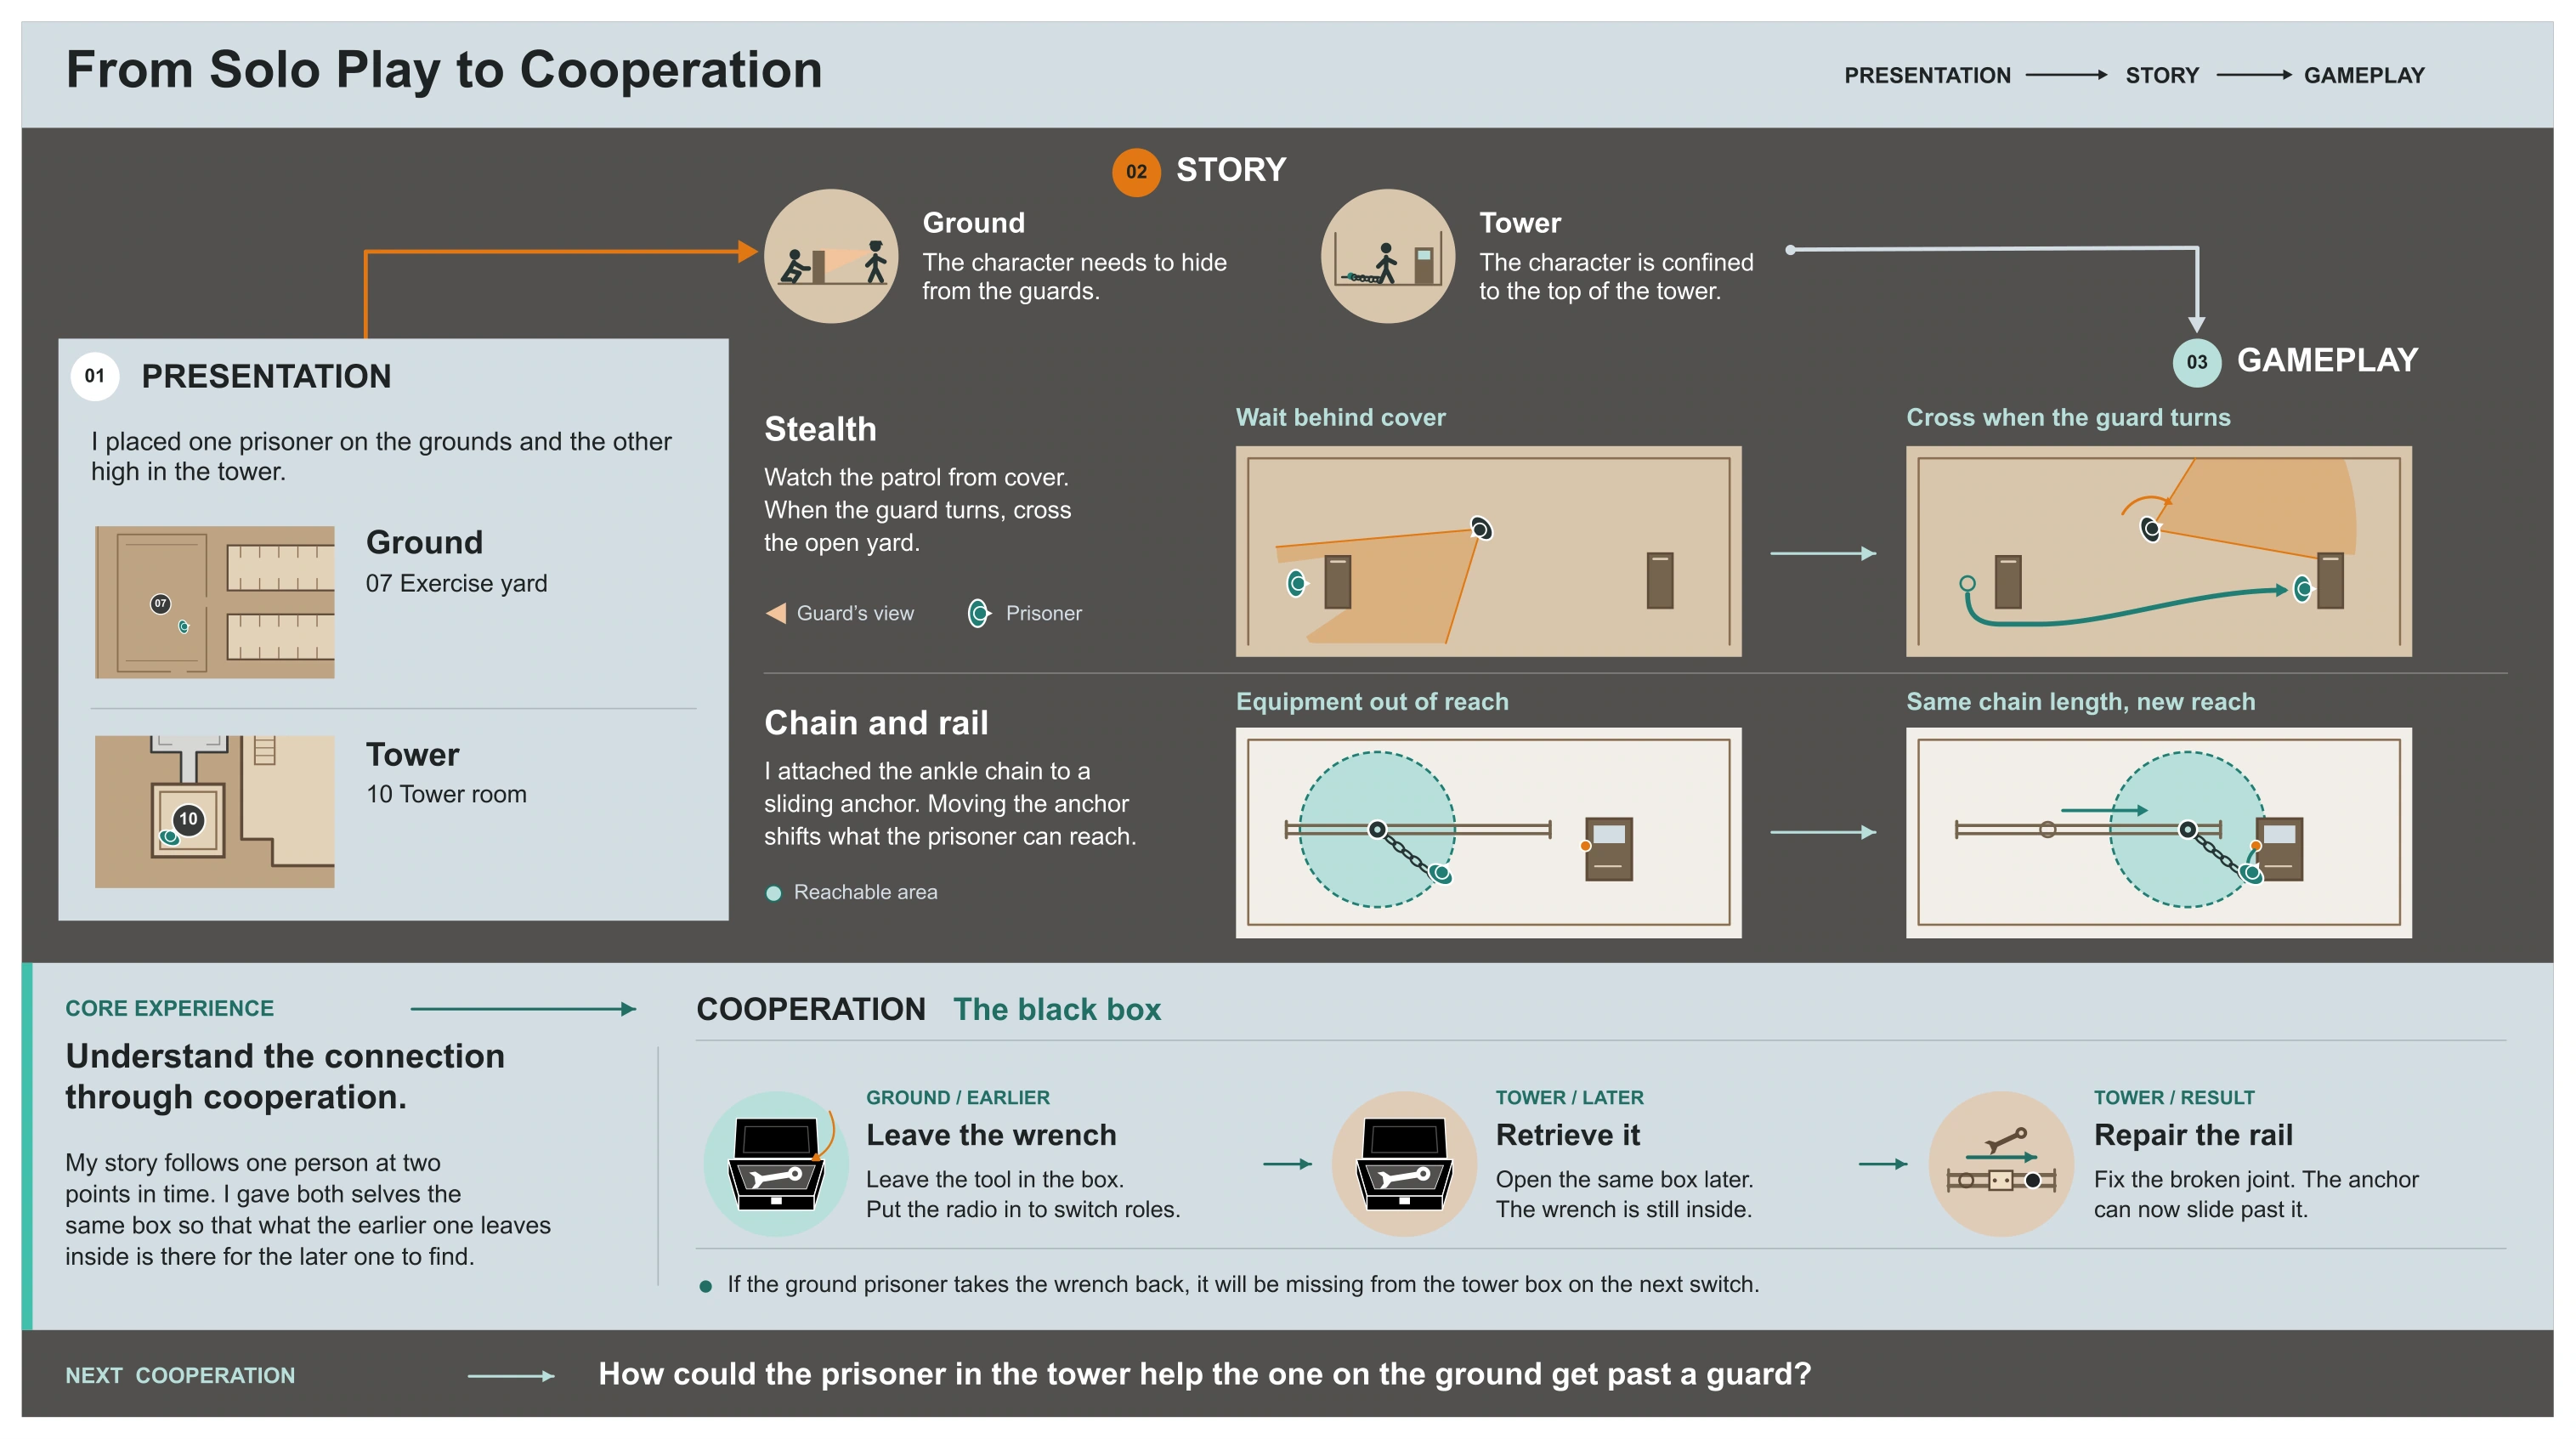 From Solo Play to Cooperation
PRESENTATION
STORY
GAMEPLAY
02
STORY
Ground
The character needs to hide
from the guards.
Tower
The character is confined
to the top of the tower.
01
PRESENTATION
I placed one prisoner on the grounds and the other
high in the tower.
07
Ground
07 Exercise yard
10
Tower
10 Tower room
03
GAMEPLAY
Stealth
Watch the patrol from cover.
When the guard turns, cross
the open yard.
Guard’s view
Prisoner
Wait behind cover
Cross when the guard turns
Chain and rail
I attached the ankle chain to a
sliding anchor. Moving the anchor
shifts what the prisoner can reach.
Reachable area
Equipment out of reach
Same chain length, new reach
CORE EXPERIENCE
Understand the connection
through cooperation.
My story follows one person at two
points in time. I gave both selves the
same box so that what the earlier one leaves
inside is there for the later one to find.
COOPERATION The black box
GROUND / EARLIER
Leave the wrench
Leave the tool in the box.
Put the radio in to switch roles.
TOWER / LATER
Retrieve it
Open the same box later.
The wrench is still inside.
TOWER / RESULT
Repair the rail
Fix the broken joint. The anchor
can now slide past it.
If the ground prisoner takes the wrench back, it will be missing from the tower box on the next switch.
NEXT COOPERATION
How could the prisoner in the tower help the one on the ground get past a guard?